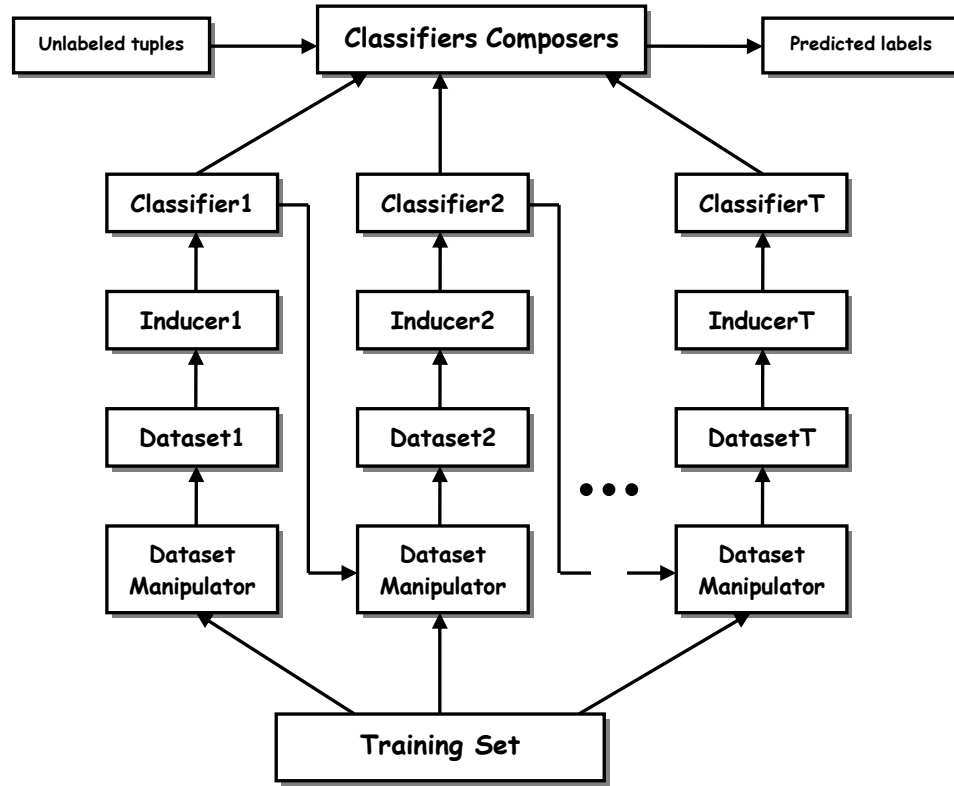 Unlabeled tuples
Classifiers Composers
Predicted labels
Classifier1
Classifier2
ClassifierT
Inducer1
Inducer2
InducerT
Dataset1
Dataset2
DatasetT
Dataset
Manipulator
Dataset
Manipulator
Dataset
Manipulator
Training Set